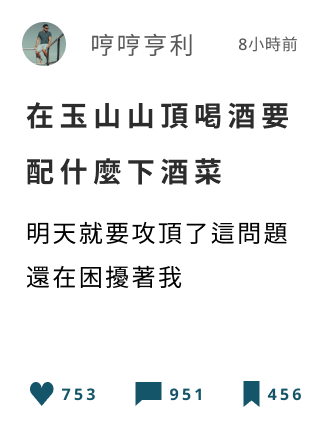 哼哼亨利
8小時前
在玉山山頂喝酒要
配什麼下酒菜
明天就要攻頂了這問題
還在困擾著我
753
951
456